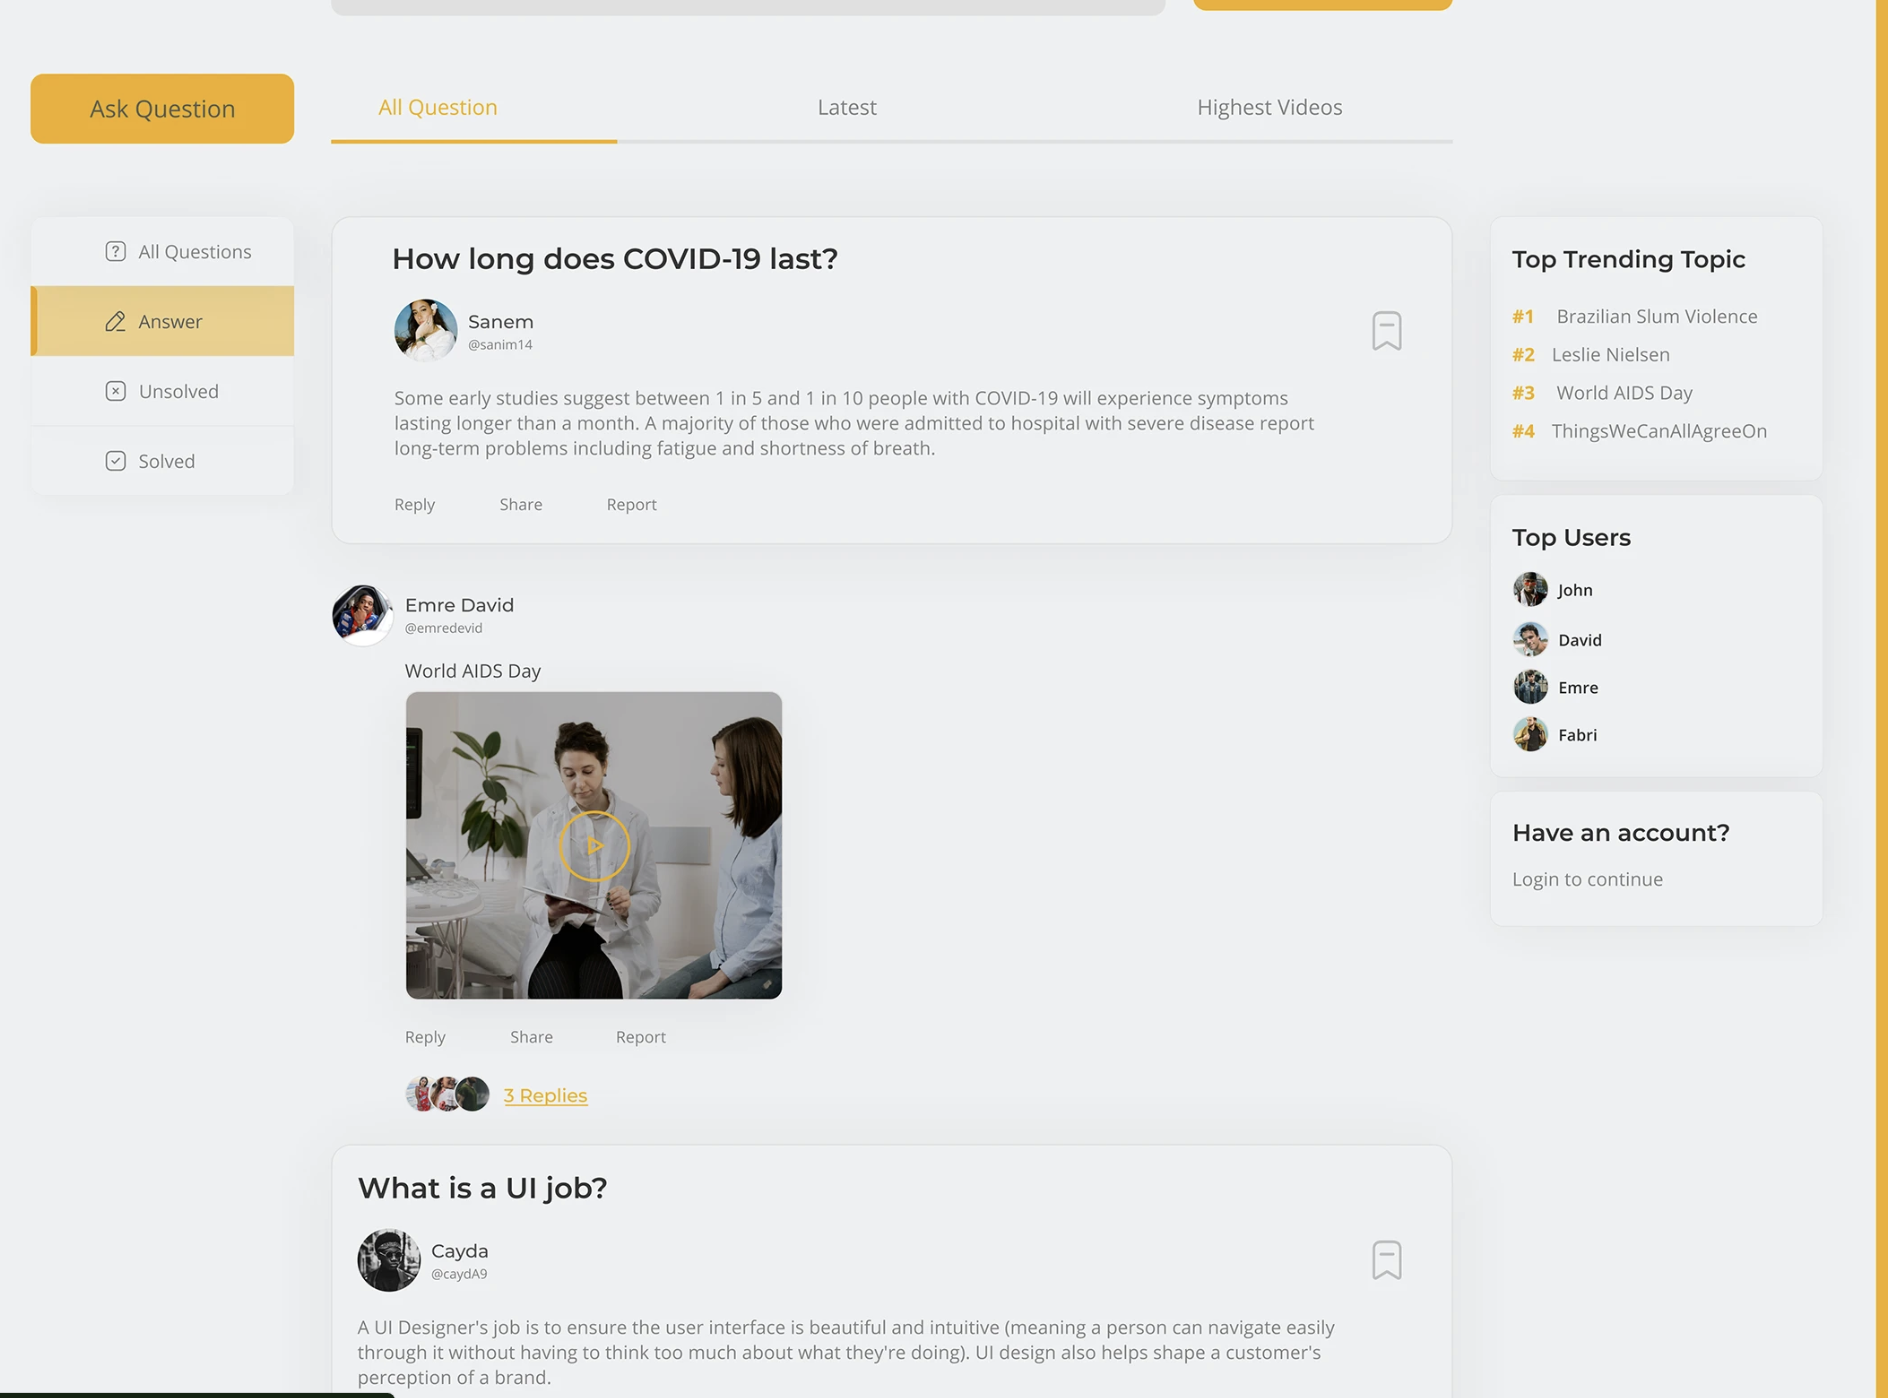 Ask Question
All Question
Latest
Highest Videos
All Questions
Answer
Unsolved
Solved
How long does COVID-19 last?
Sanem
@sanim14
Some early studies suggest between 1 in 5 and 1 in 10 people with COVID-19 will experience symptoms
lasting longer than a month. A majority of those who were admitted to hospital with severe disease report
long-term problems including fatigue and shortness of breath.
Reply
Share
Report
Emre David
@emredevid
World AIDS Day
Reply
Share
Report
3 Replies
What is a UI job?
Cayda
@caydA9
A UI Designer's job is to ensure the user interface is beautiful and intuitive (meaning a person can navigate easily
through it without having to think too much about what they're doing). UI design also helps shape a customer's
perception of a brand.
Top Trending Topic
#1 Brazilian Slum Violence
#2 Leslie Nielsen
#3 World AIDS Day
#4 ThingsWeCanAllAgreeOn
Top Users
John
David
Emre
Fabri
Have an account?
Login to continue